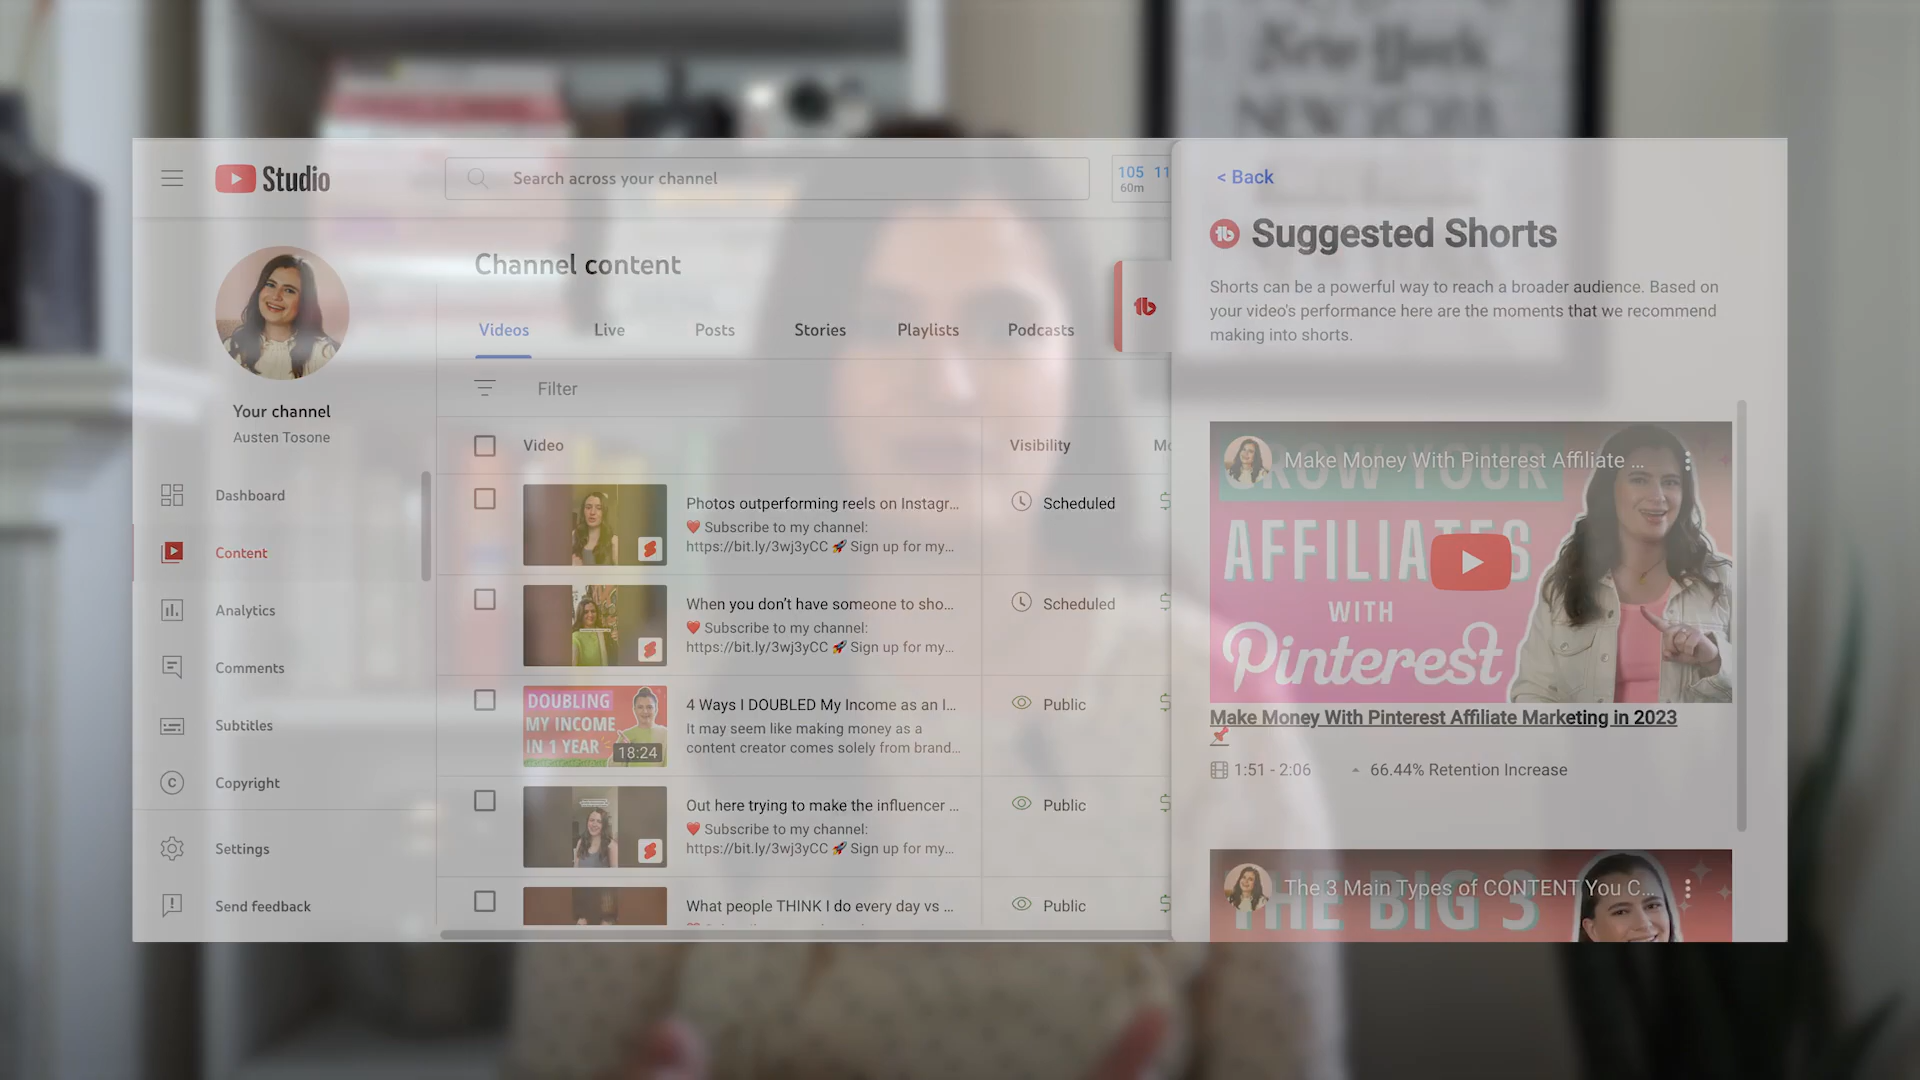 New York
Studio
Search across your channel
105 11
60m
< Back
Suggested Shorts
Shorts can be a powerful way to reach a broader audience. Based on
your video's performance here are the moments that we recommend
making into shorts.
Channel content
Videos
Live
Posts
Stories
Playlists
Podcasts
Filter
Your channel
Austen Tosone
Dashboard
Content
Analytics
Comments
Subtitles
Copyright
Settings
Send feedback
Video
Visibility
Mo
Photos outperforming reels on Instagr...
❤️ Subscribe to my channel:
https://bit.ly/3wj3yCC 🚀 Sign up for my...
Scheduled
When you don't have someone to sho...
❤️ Subscribe to my channel:
https://bit.ly/3wj3yCC 🚀 Sign up for my...
Scheduled
DOUBLING
MY INCOME
IN 1 YEAR
18:24
4 Ways I DOUBLED My Income as an I...
It may seem like making money as a
content creator comes solely from brand...
Public
Out here trying to make the influencer ...
❤️ Subscribe to my channel:
https://bit.ly/3wj3yCC 🚀 Sign up for my...
Public
What people THINK I do every day vs ...
Public
Make Money With Pinterest Affiliate ...
GROW YOUR
AFFILIATES
WITH
Pinterest
Make Money With Pinterest Affiliate Marketing in 2023
📌
1:51 - 2:06
66.44% Retention Increase
The 3 Main Types of CONTENT You C...
THE BIG 3